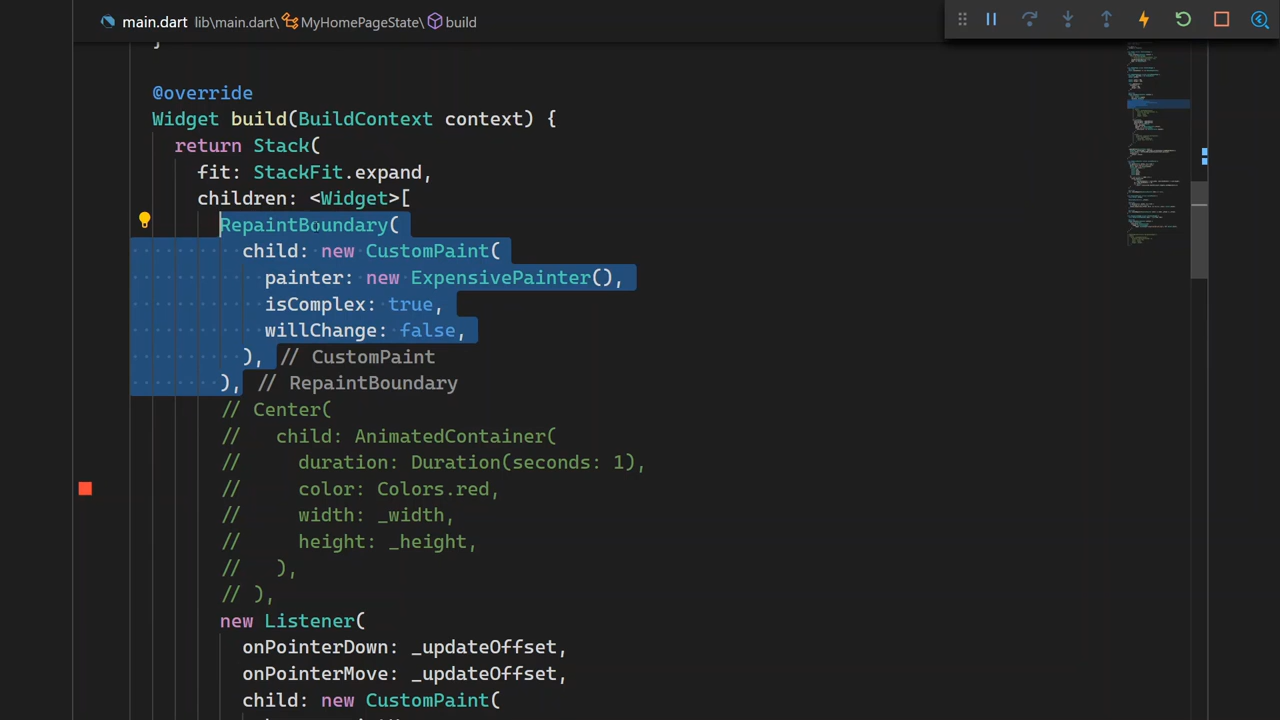 main.dart lib\main.dart\MyHomePageState\build
}
@override
Widget build(BuildContext context) {
return Stack(
fit: StackFit.expand,
children: <Widget>[
RepaintBoundary(
child: new CustomPaint(
painter: new ExpensivePainter(),
isComplex: true,
willChange: false,
), // CustomPaint
), // RepaintBoundary
// Center(
//   child: AnimatedContainer(
//     duration: Duration(seconds: 1),
//     color: Colors.red,
//     width: _width,
//     height: _height,
//   ),
// ),
new Listener(
onPointerDown: _updateOffset,
onPointerMove: _updateOffset,
child: new CustomPaint(